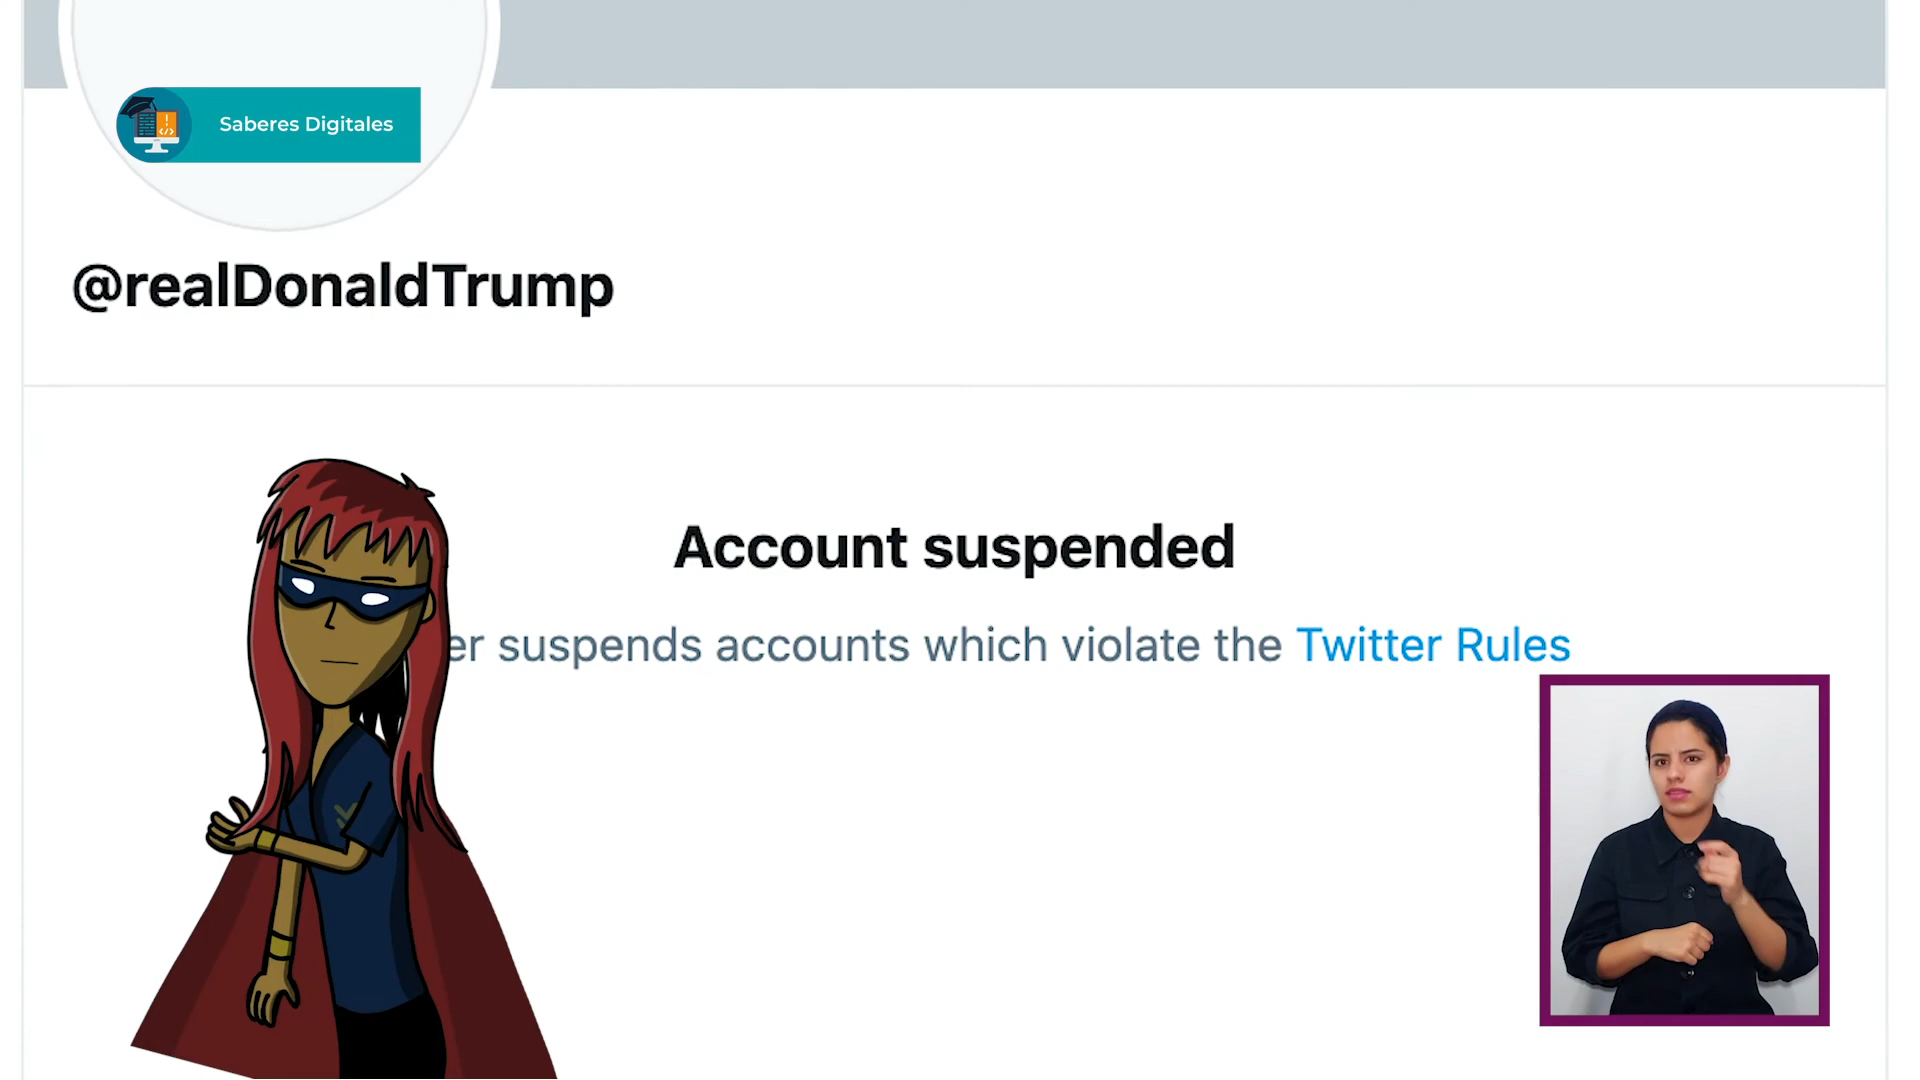 Saberes Digitales
@realDonaldTrump
Account suspended
er suspends accounts which violate the Twitter Rules